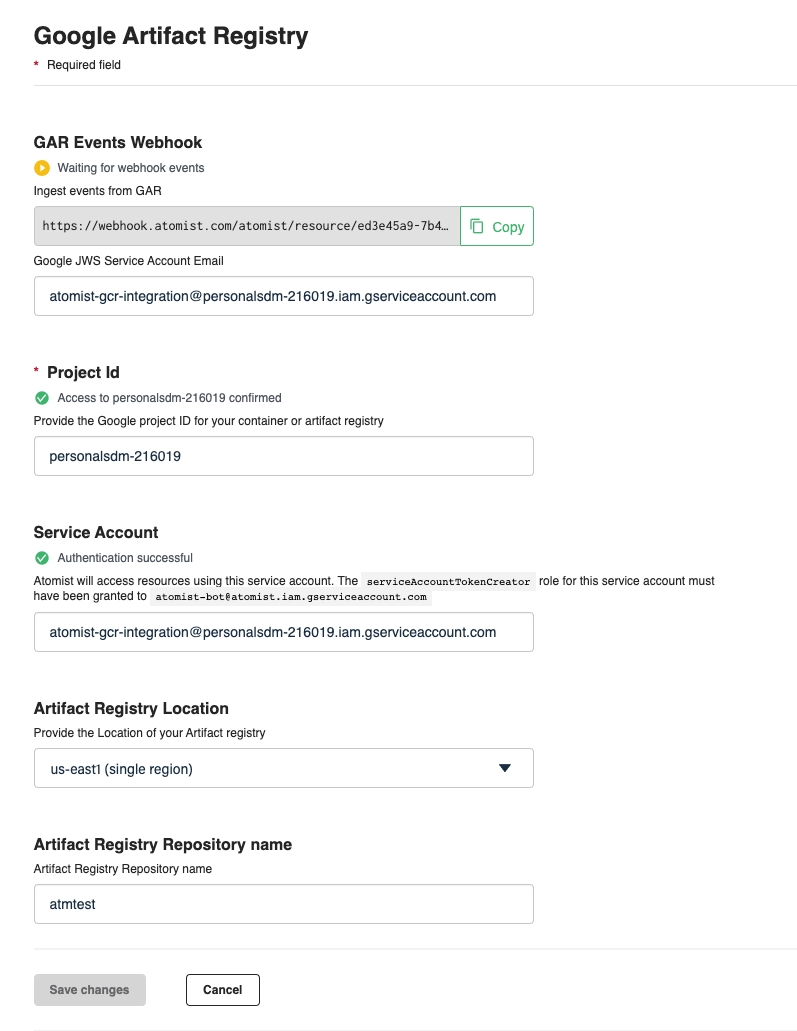 Google Artifact Registry
* Required field
GAR Events Webhook
Waiting for webhook events
Ingest events from GAR
https://webhook.atomist.com/atomist/resource/ed3e45a9-7b4…
Copy
Google JWS Service Account Email
atomist-gcr-integration@personalsdm-216019.iam.gserviceaccount.com
* Project Id
Access to personalsdm-216019 confirmed
Provide the Google project ID for your container or artifact registry
personalsdm-216019
Service Account
Authentication successful
Atomist will access resources using this service account. The serviceAccountTokenCreator role for this service account must
have been granted to atomist-bot@atomist.iam.gserviceaccount.com
atomist-gcr-integration@personalsdm-216019.iam.gserviceaccount.com
Artifact Registry Location
Provide the Location of your Artifact registry
us-east1 (single region)
Artifact Registry Repository name
Artifact Registry Repository name
atmtest
Save changes
Cancel